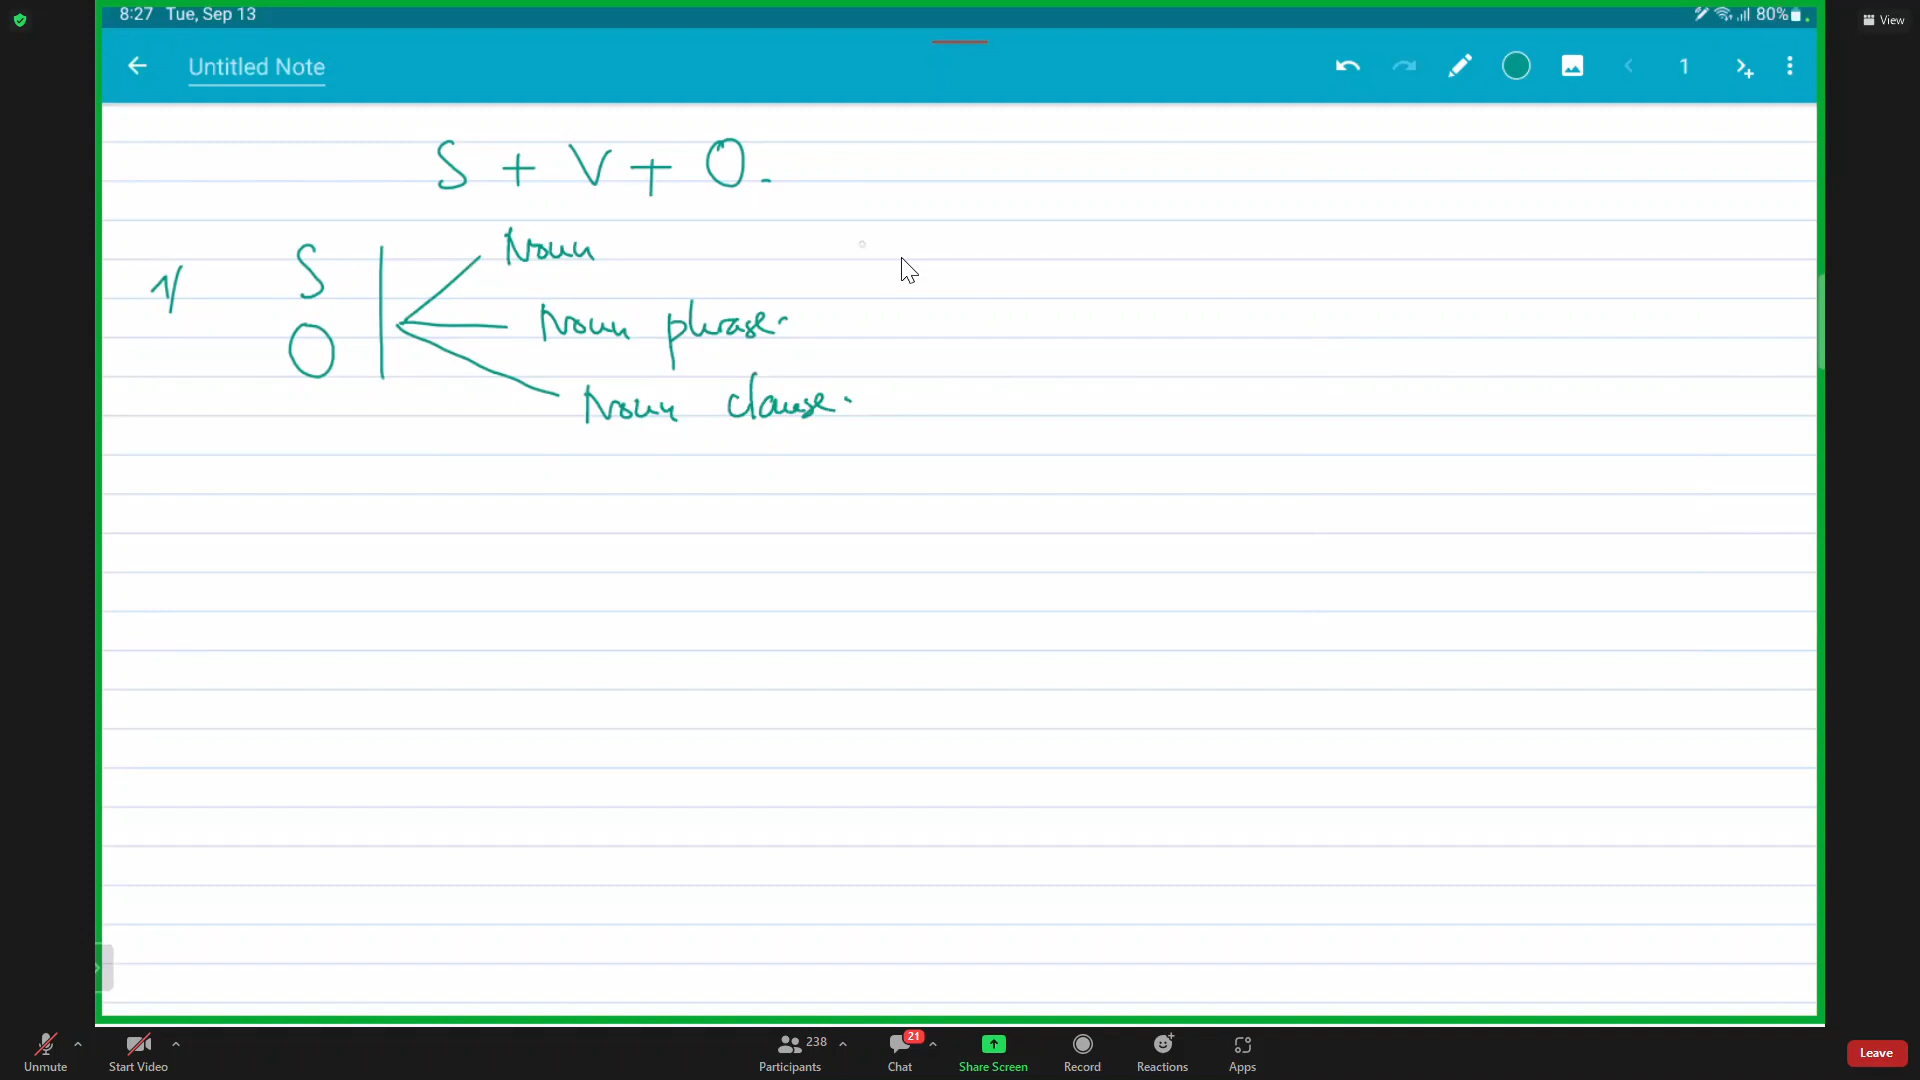 8:27 Tue, Sep 13 80%
View
Untitled Note 1
S + V + O.
1/ S Noun
O Noun phrase.
Noun clause.
Unmute Start Video 238 Participants 21 Chat Share Screen Record Reactions Apps Leave